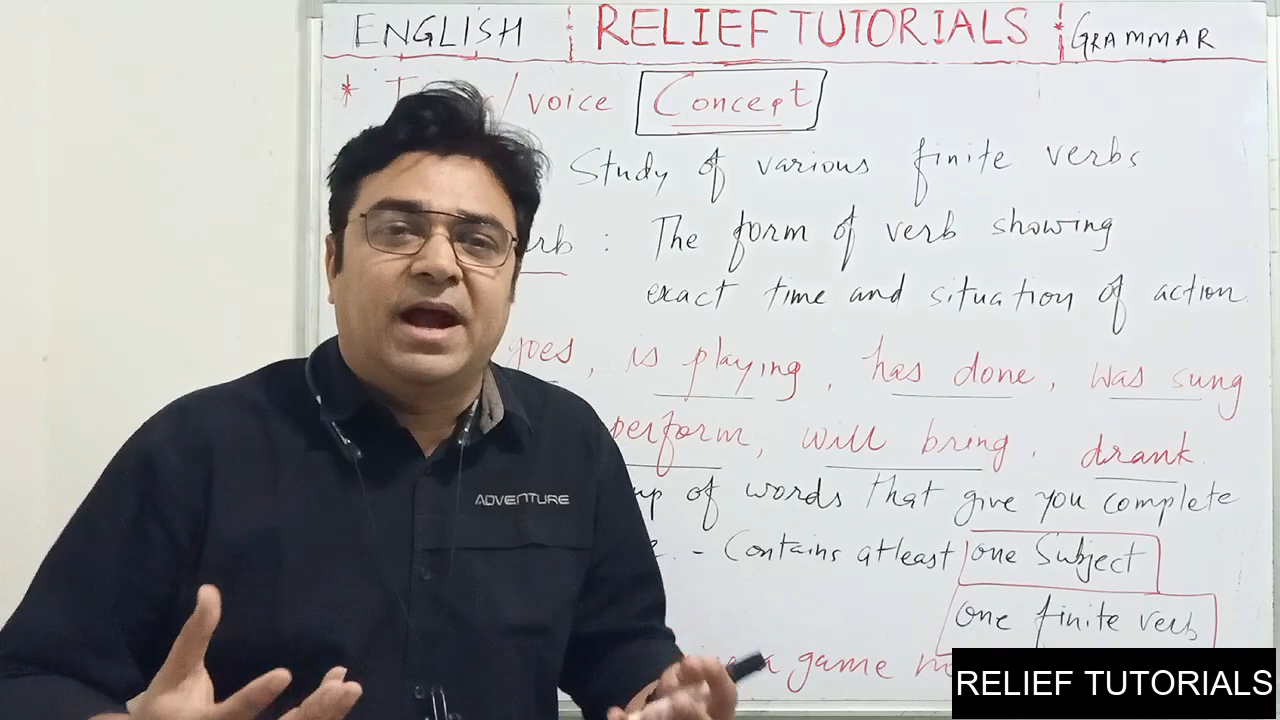 ENGLISH RELIEF TUTORIALS * GRAMMAR
* /voice Concept
Study of various finite verbs
: The form of verb showing
exact time and situation of action
goes, is playing, has done, was sung
perform, will bring, drank.
of words that give you complete
- Contains atleast one Subject
One finite verb
a game
ADVENTURE
RELIEF TUTORIALS